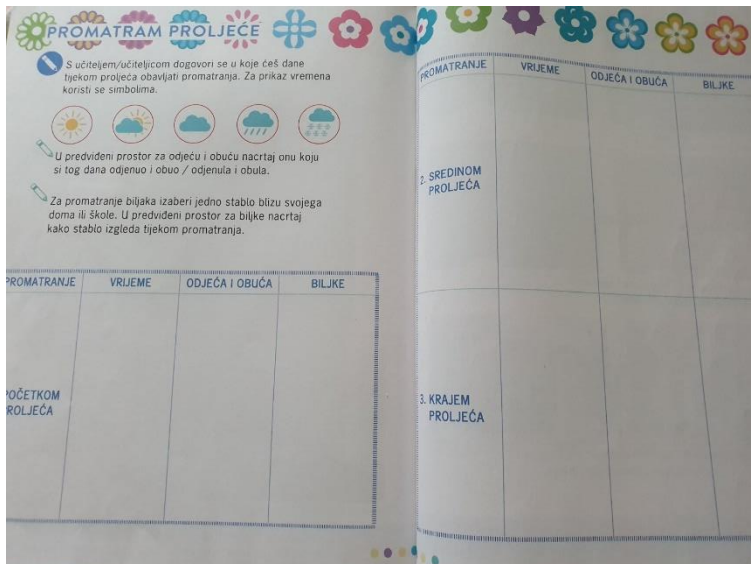 PROMATRAM PROLJEĆE
S učiteljem/učiteljicom dogovori se u koje ćeš dane
tijekom proljeća obavljati promatranja. Za prikaz vremena
koristi se simbolima.
U predviđeni prostor za odjeću i obuću nacrtaj onu koju
si tog dana odjenuo i obuo / odjenula i obula.
Za promatranje biljaka izaberi jedno stablo blizu svojega
doma ili škole. U predviđeni prostor za biljke nacrtaj
kako stablo izgleda tijekom promatranja.
PROMATRANJE VRIJEME ODJEĆA I OBUĆA BILJKE
POČETKOM
PROLJEĆA
PROMATRANJE VRIJEME ODJEĆA I OBUĆA BILJKE
2. SREDINOM
PROLJEĆA
3. KRAJEM
PROLJEĆA